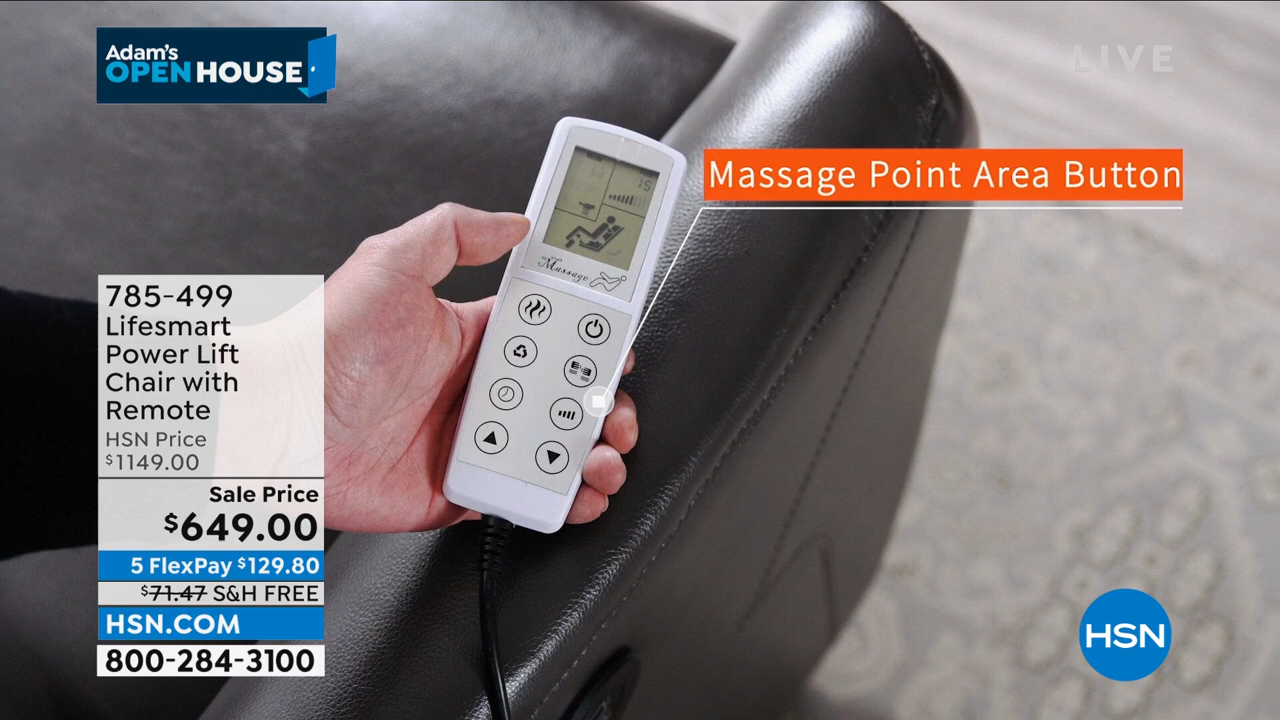 Adam's
OPEN HOUSE
LIVE
Massage Point Area Button
15
Massage
785-499
Lifesmart
Power Lift
Chair with
Remote
HSN Price
$1149.00
Sale Price
$649.00
5 FlexPay $129.80
$71.47 S&H FREE
HSN.COM
800-284-3100
HSN